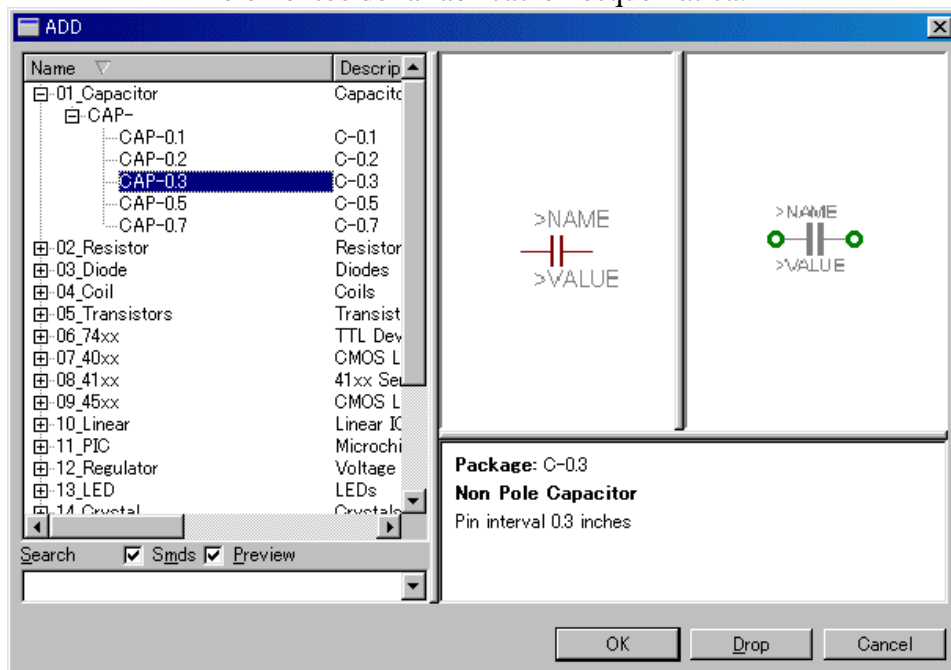 ADD
Name Descrip
01_Capacitor Capacito
CAP-
CAP-0.1 C-0.1
CAP-0.2 C-0.2
CAP-0.3 C-0.3
CAP-0.5 C-0.5
CAP-0.7 C-0.7
02_Resistor Resistor
03_Diode Diodes
04_Coil Coils
05_Transistors Transist
06_74xx TTL Dev
07_40xx CMOS L
08_41xx 41xx Ser
09_45xx CMOS L
10_Linear Linear IC
11_PIC Microchi
12_Regulator Voltage
13_LED LEDs
14_Crystal Crystals
Search Smds Preview
>NAME
>VALUE
>NAME
>VALUE
Package: C-0.3
Non Pole Capacitor
Pin interval 0.3 inches
OK Drop Cancel